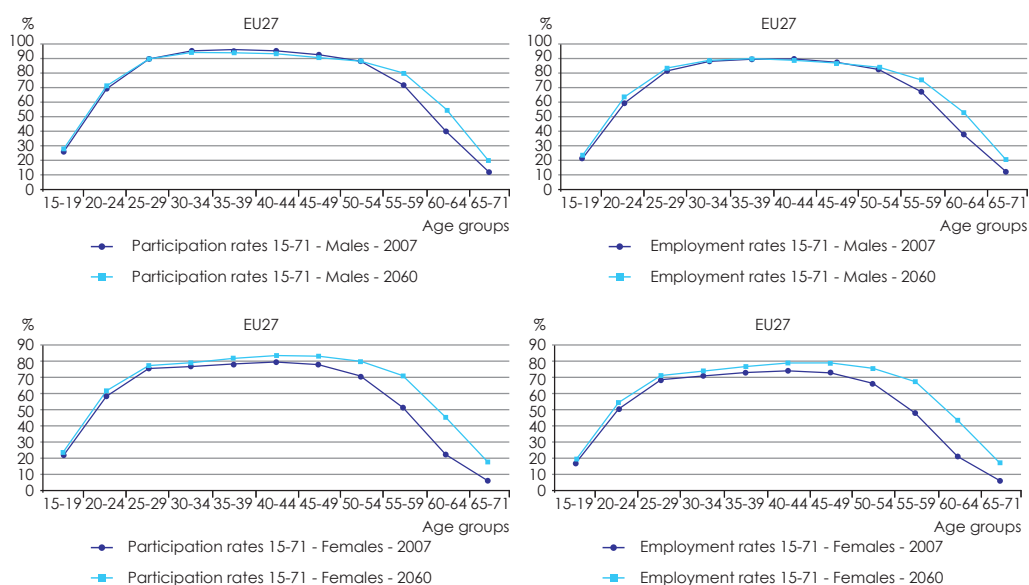 % EU27
100
90
80
70
60
50
40
30
20
10
0
15-19 20-24 25-29 30-34 35-39 40-44 45-49 50-54 55-59 60-64 65-71
Age groups
Participation rates 15-71 - Males - 2007
Participation rates 15-71 - Males - 2060
% EU27
100
90
80
70
60
50
40
30
20
10
0
15-19 20-24 25-29 30-34 35-39 40-44 45-49 50-54 55-59 60-64 65-71
Age groups
Employment rates 15-71 - Males - 2007
Employment rates 15-71 - Males - 2060
% EU27
90
80
70
60
50
40
30
20
10
0
15-19 20-24 25-29 30-34 35-39 40-44 45-49 50-54 55-59 60-64 65-71
Age groups
Participation rates 15-71 - Females - 2007
Participation rates 15-71 - Females - 2060
% EU27
90
80
70
60
50
40
30
20
10
0
15-19 20-24 25-29 30-34 35-39 40-44 45-49 50-54 55-59 60-64 65-71
Age groups
Employment rates 15-71 - Females - 2007
Employment rates 15-71 - Females - 2060